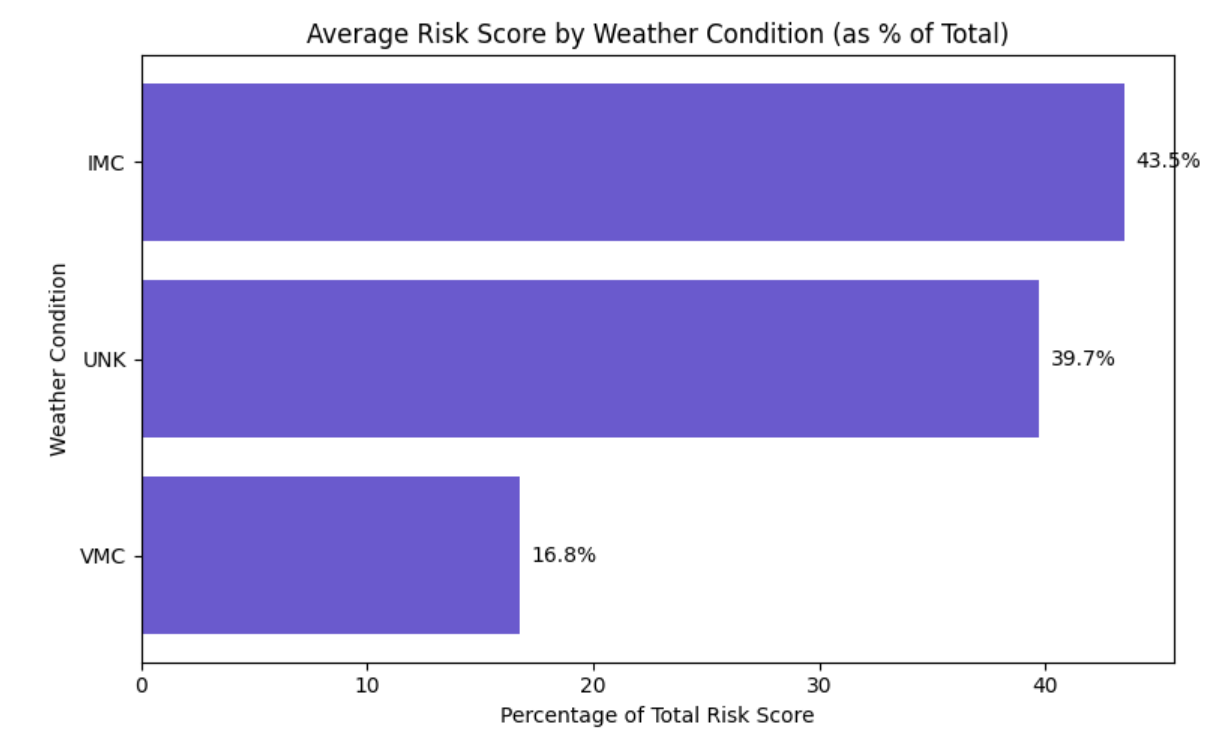 Average Risk Score by Weather Condition (as % of Total)
Weather Condition
IMC
43.5%
UNK
39.7%
VMC
16.8%
0 10 20 30 40
Percentage of Total Risk Score